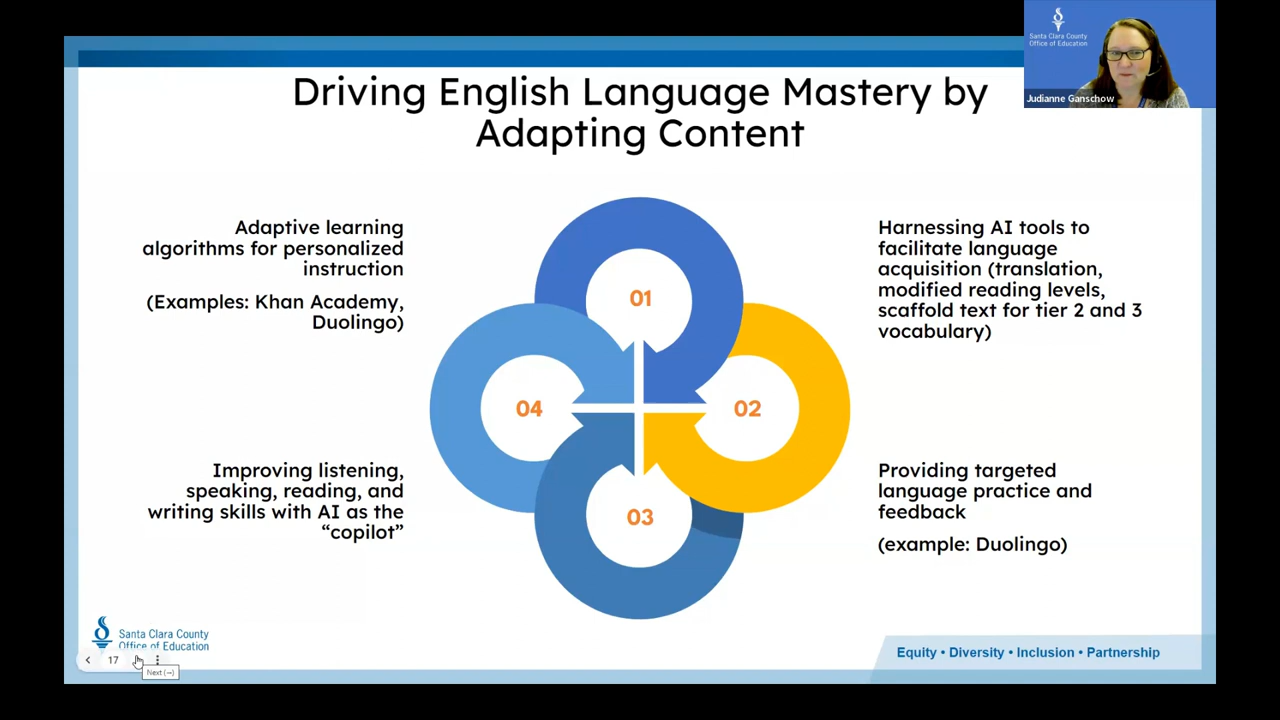 Santa Clara County
Office of Education
Judianne Ganschow
Driving English Language Mastery by
Adapting Content
Adaptive learning
algorithms for personalized
instruction
(Examples: Khan Academy,
Duolingo)
01
Harnessing AI tools to
facilitate language
acquisition (translation,
modified reading levels,
scaffold text for tier 2 and 3
vocabulary)
04
02
Improving listening,
speaking, reading, and
writing skills with AI as the
“copilot”
03
Providing targeted
language practice and
feedback
(example: Duolingo)
Santa Clara County
Office of Education
17
Next (→)
Equity • Diversity • Inclusion • Partnership